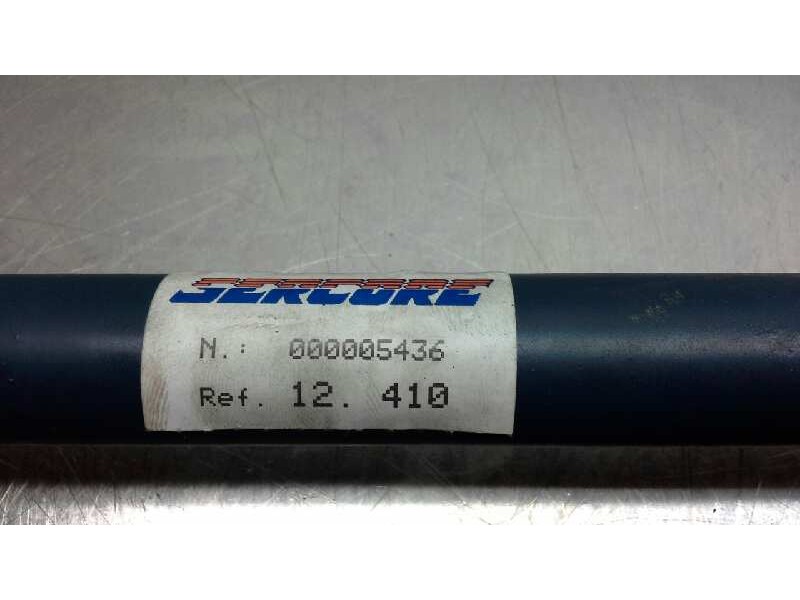 SERCORE
N.: 000005436
Ref. 12. 410